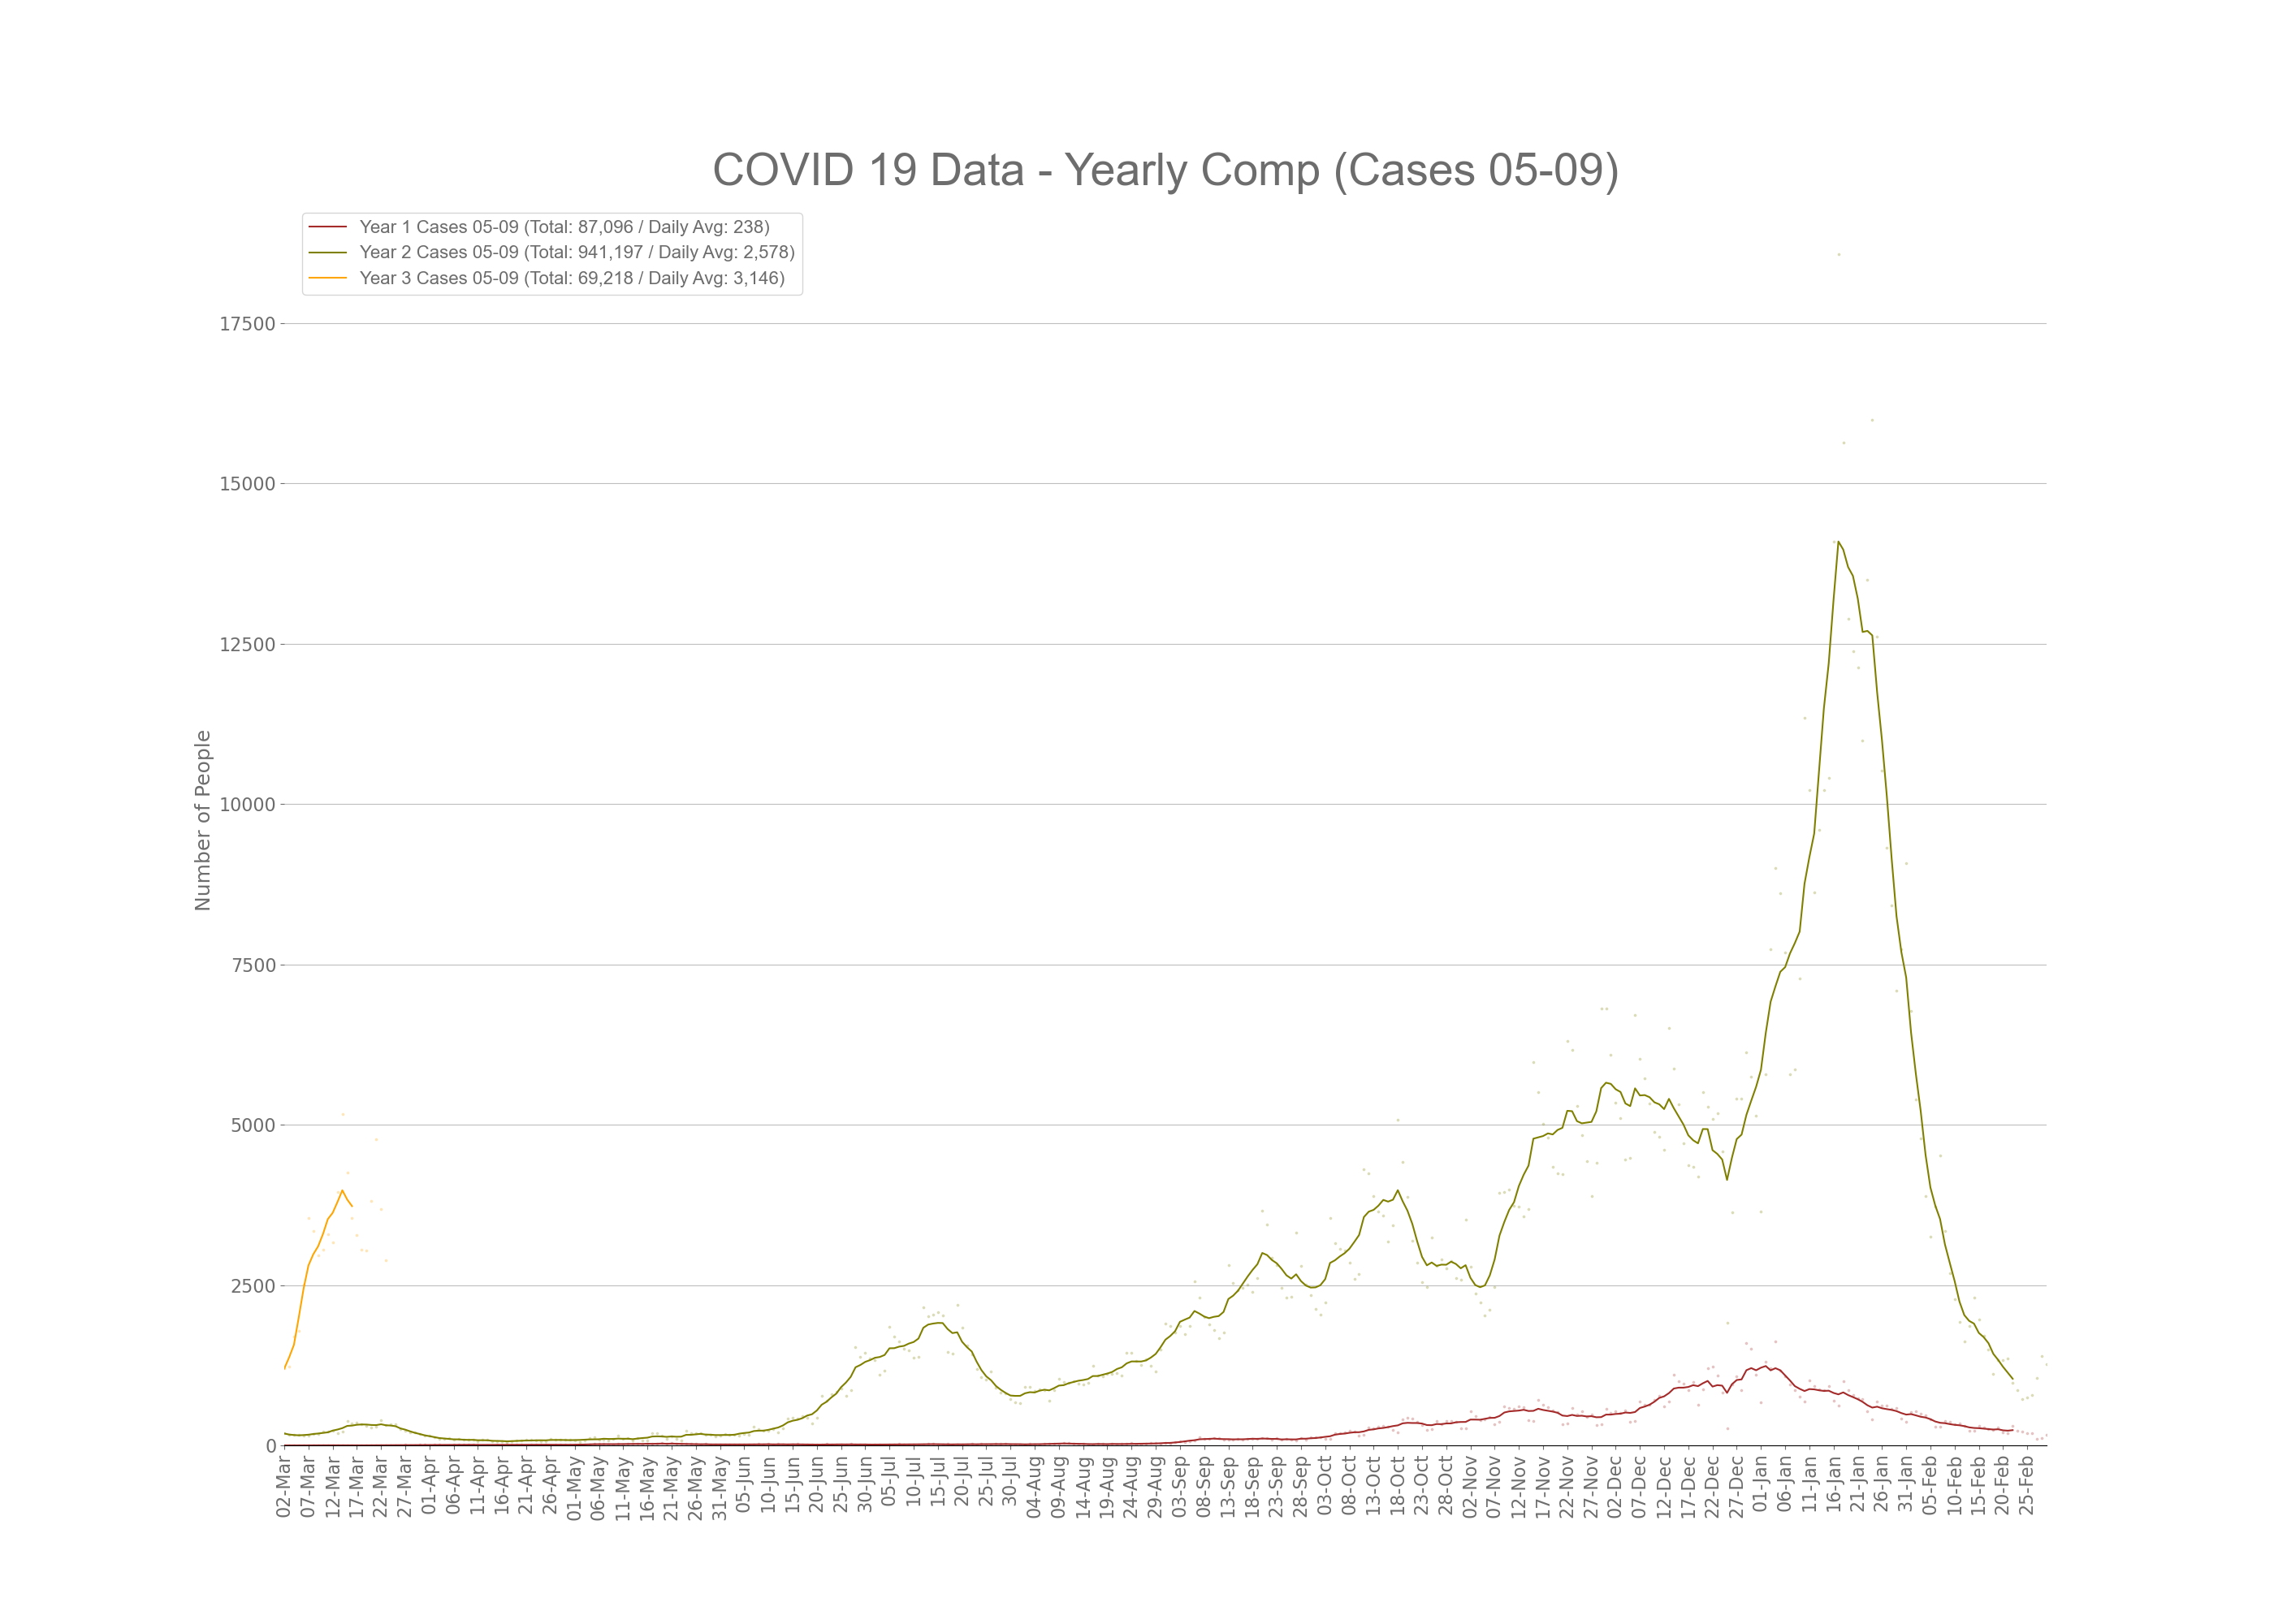 COVID 19 Data - Yearly Comp (Cases 05-09)
Year 1 Cases 05-09 (Total: 87,096 / Daily Avg: 238)
Year 2 Cases 05-09 (Total: 941,197 / Daily Avg: 2,578)
Year 3 Cases 05-09 (Total: 69,218 / Daily Avg: 3,146)
Number of People
17500
15000
12500
10000
7500
5000
2500
0
02-Mar
07-Mar
12-Mar
17-Mar
22-Mar
27-Mar
01-Apr
06-Apr
11-Apr
16-Apr
21-Apr
26-Apr
01-May
06-May
11-May
16-May
21-May
26-May
31-May
05-Jun
10-Jun
15-Jun
20-Jun
25-Jun
30-Jun
05-Jul
10-Jul
15-Jul
20-Jul
25-Jul
30-Jul
04-Aug
09-Aug
14-Aug
19-Aug
24-Aug
29-Aug
03-Sep
08-Sep
13-Sep
18-Sep
23-Sep
28-Sep
03-Oct
08-Oct
13-Oct
18-Oct
23-Oct
28-Oct
02-Nov
07-Nov
12-Nov
17-Nov
22-Nov
27-Nov
02-Dec
07-Dec
12-Dec
17-Dec
22-Dec
27-Dec
01-Jan
06-Jan
11-Jan
16-Jan
21-Jan
26-Jan
31-Jan
05-Feb
10-Feb
15-Feb
20-Feb
25-Feb